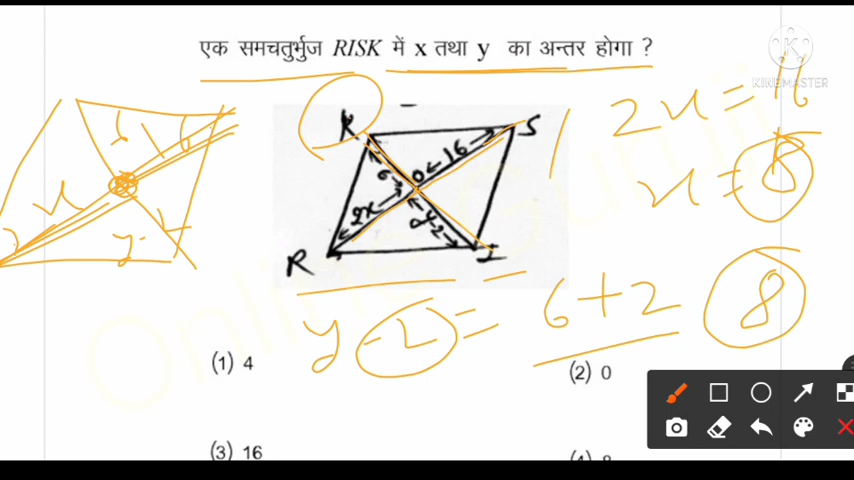 एक समचतुर्भुज RISK में x तथा y का अन्तर होगा ?
KINEMASTER
K
S
16
6
O
2x
y-2
R
I
2x = 16
x = 8
y-2 = 6+2 8
x
y-2
(1) 4
(2) 0
(3) 16